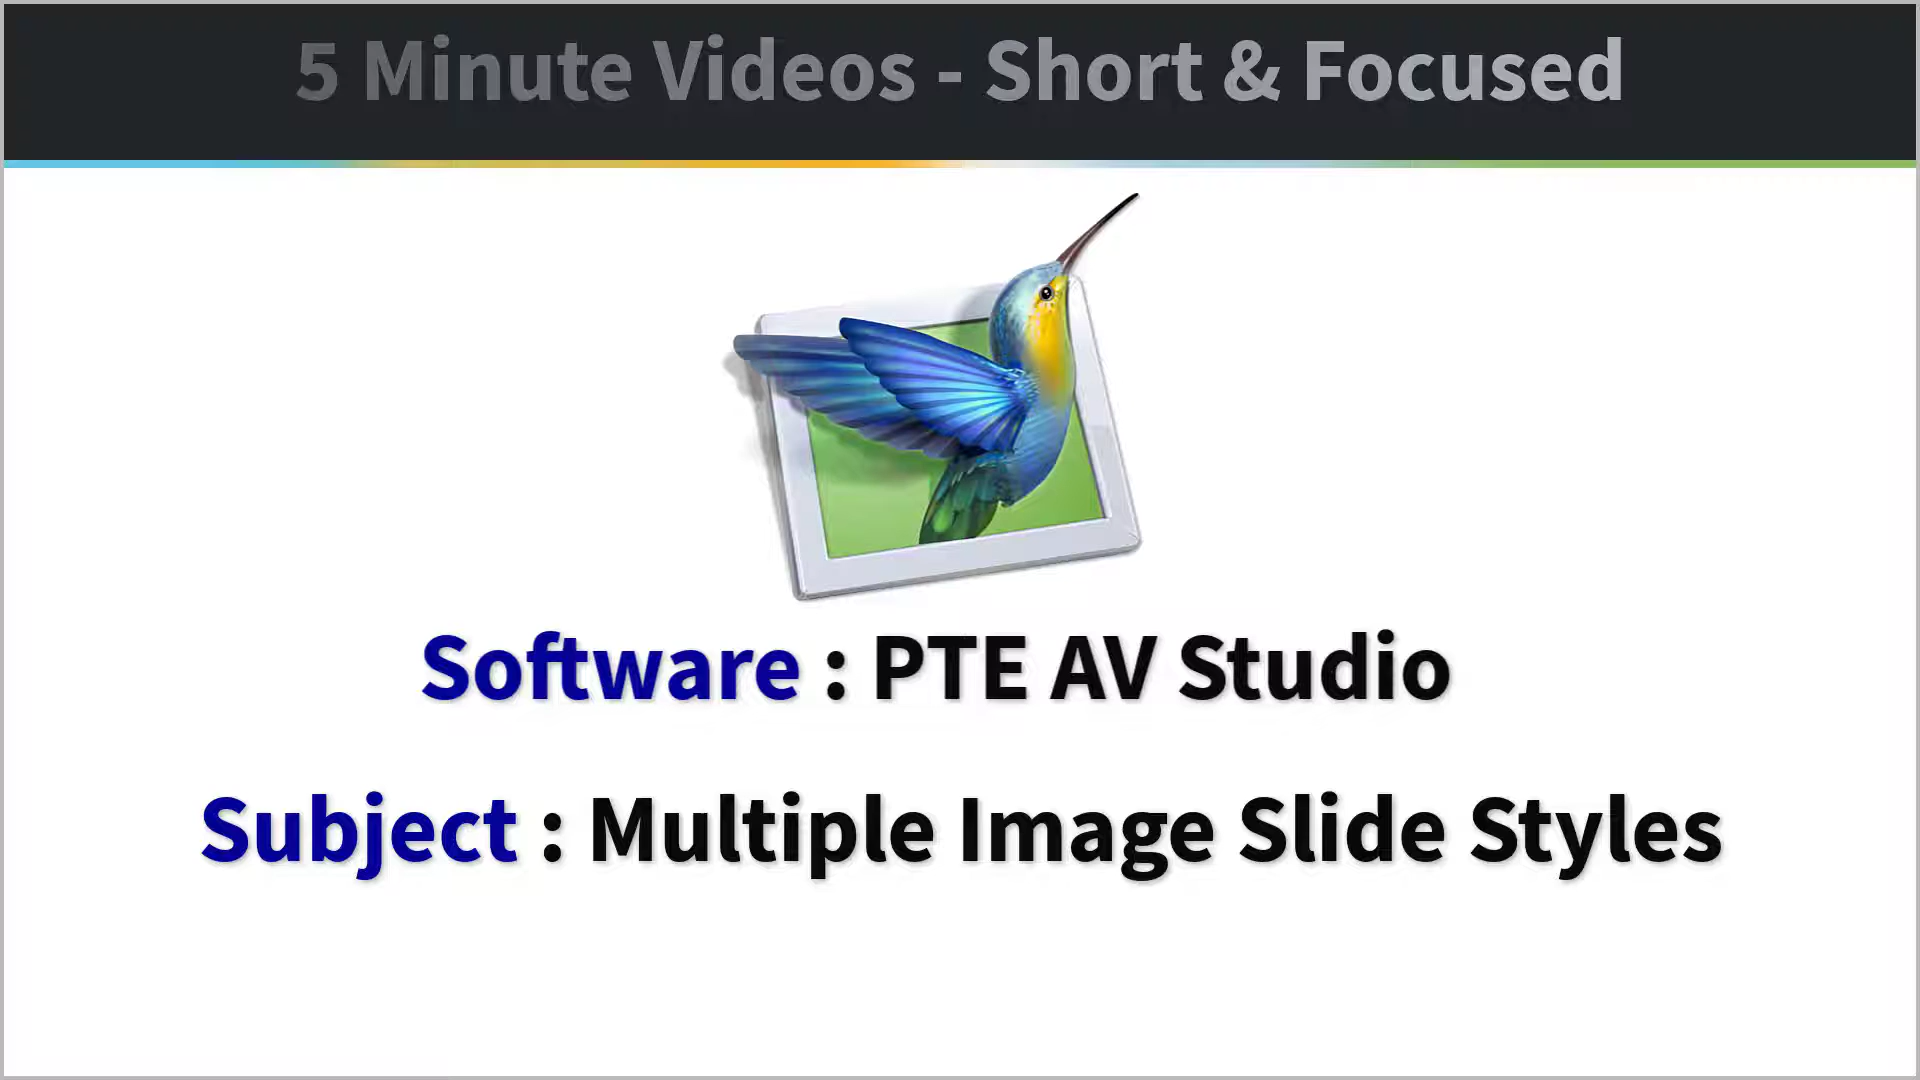 5 Minute Videos - Short & Focused
Software : PTE AV Studio
Subject : Multiple Image Slide Styles